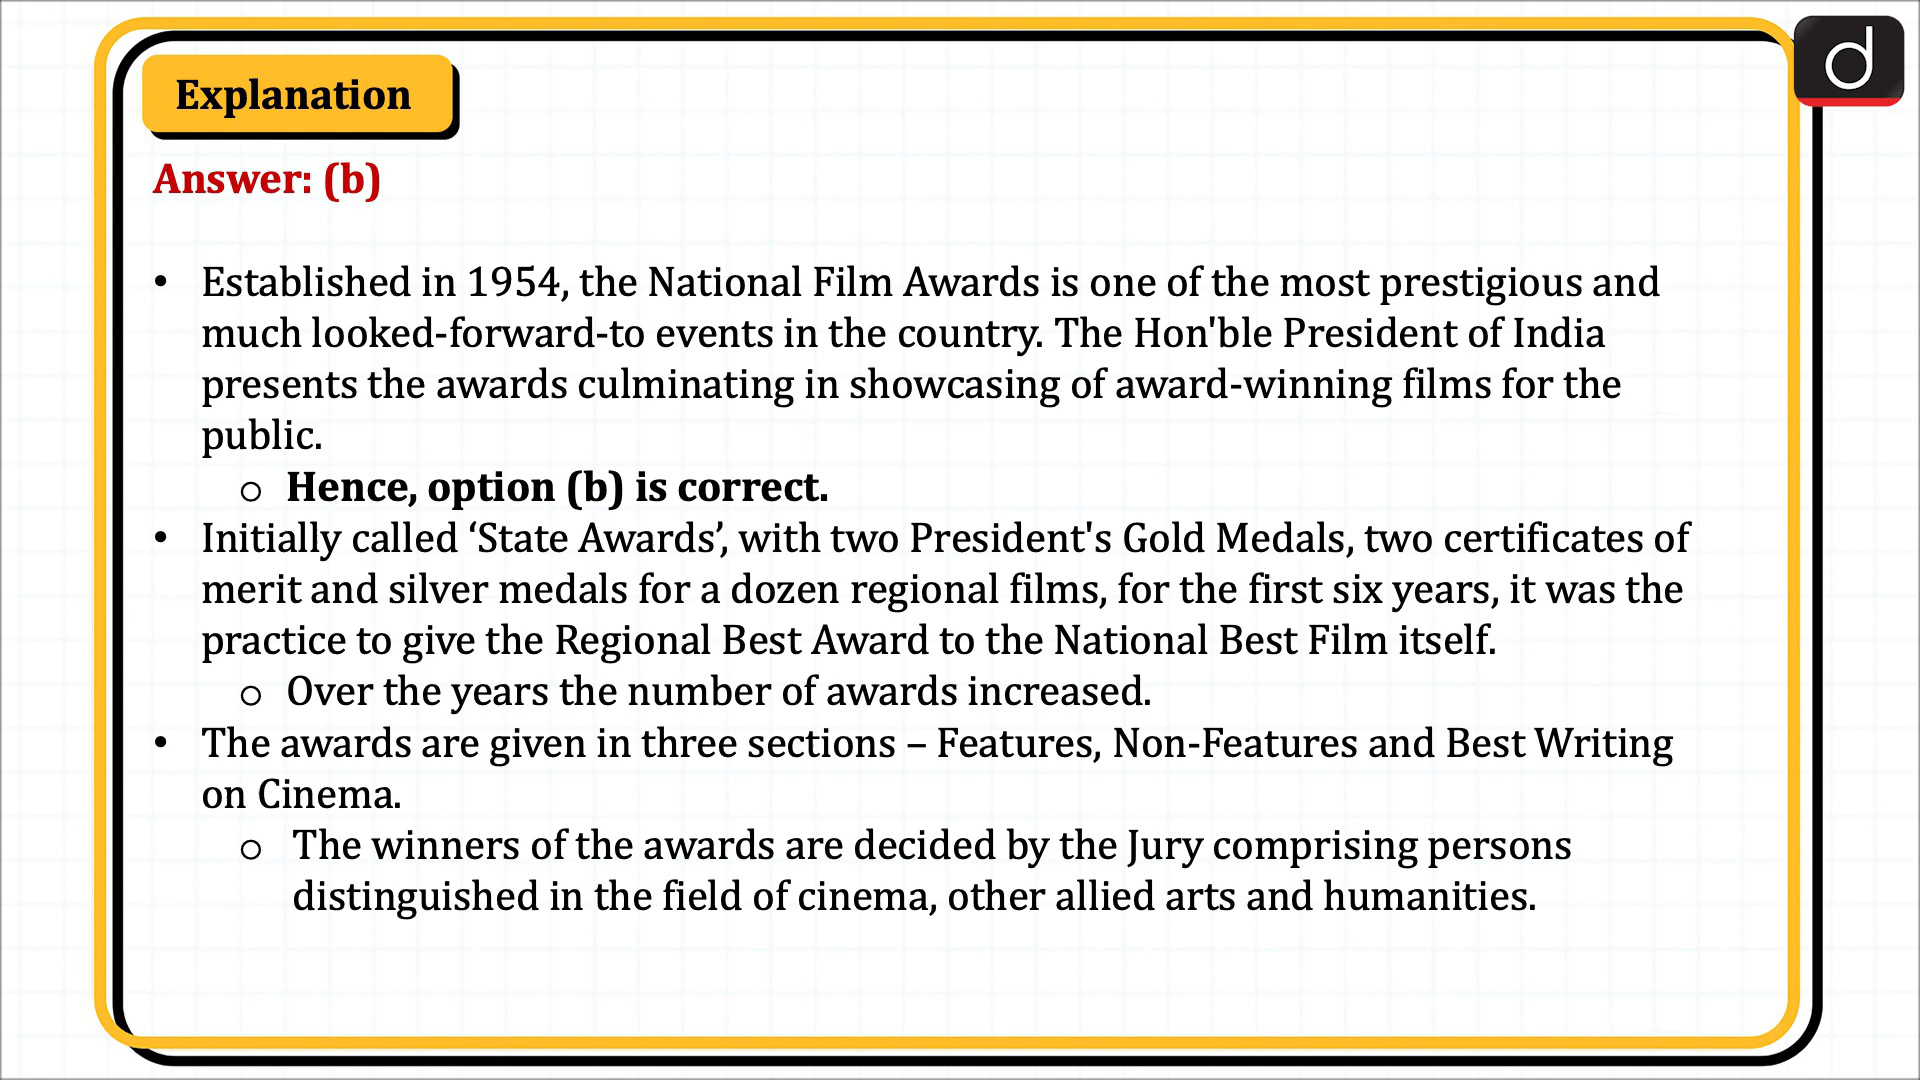 Explanation
d
Answer: (b)
• Established in 1954, the National Film Awards is one of the most prestigious and
much looked-forward-to events in the country. The Hon'ble President of India
presents the awards culminating in showcasing of award-winning films for the
public.
o Hence, option (b) is correct.
• Initially called ‘State Awards’, with two President's Gold Medals, two certificates of
merit and silver medals for a dozen regional films, for the first six years, it was the
practice to give the Regional Best Award to the National Best Film itself.
o Over the years the number of awards increased.
• The awards are given in three sections – Features, Non-Features and Best Writing
on Cinema.
o The winners of the awards are decided by the Jury comprising persons
distinguished in the field of cinema, other allied arts and humanities.